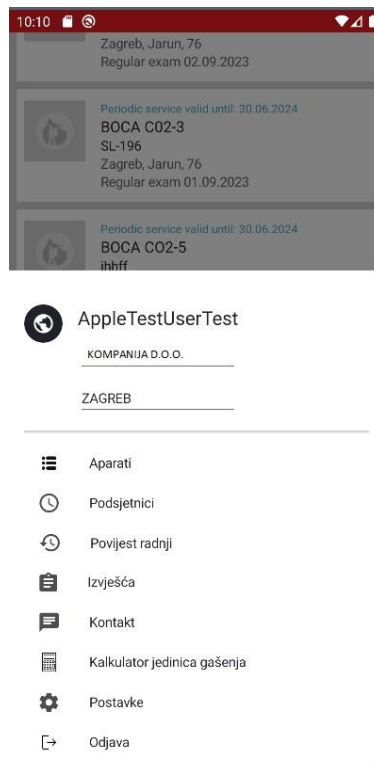 10:10
Zagreb, Jarun, 76
Regular exam 02.09.2023
Periodic service valid until: 30.06.2024
BOCA C02-3
SL-196
Zagreb, Jarun, 76
Regular exam 01.09.2023
Periodic service valid until: 30.06.2024
BOCA CO2-5
ihhff
AppleTestUserTest
KOMPANIJA D.O.O.
ZAGREB
Aparati
Podsjetnici
Povijest radnji
Izvješća
Kontakt
Kalkulator jedinica gašenja
Postavke
Odjava